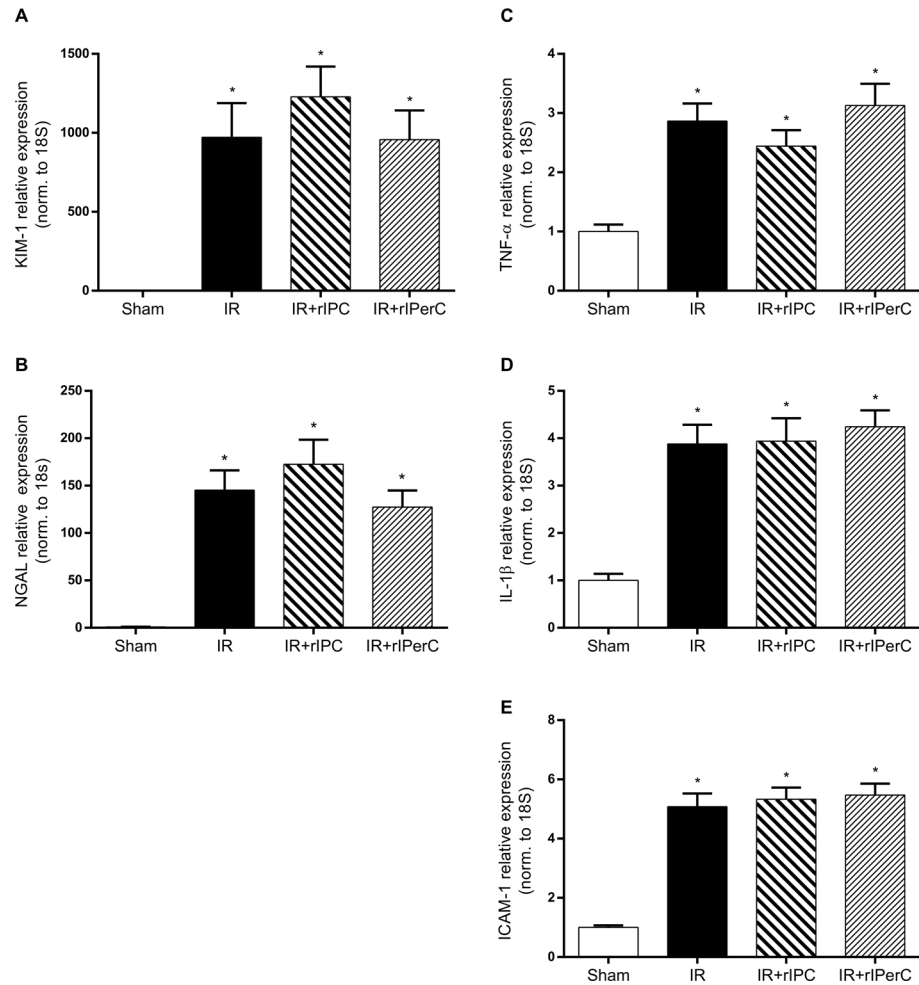 A
KIM-1 relative expression
(norm. to 18S)
1500
1000
500
0
*
*
*
Sham IR IR+rIPC IR+rIPerC
B
NGAL relative expression
(norm. to 18s)
250
200
150
100
50
0
*
*
*
Sham IR IR+rIPC IR+rIPerC
C
TNF-α relative expression
(norm. to 18S)
4
3
2
1
0
*
*
*
Sham IR IR+rIPC IR+rIPerC
D
IL-1β relative expression
(norm. to 18S)
5
4
3
2
1
0
*
*
*
Sham IR IR+rIPC IR+rIPerC
E
ICAM-1 relative expression
(norm. to 18S)
8
6
4
2
0
*
*
*
Sham IR IR+rIPC IR+rIPerC